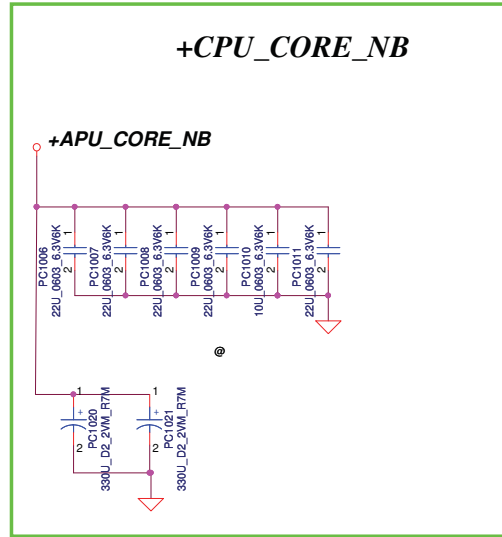 +CPU_CORE_NB
+APU_CORE_NB
1
2
PC1006
22U_0603_6.3V6K
1
2
PC1007
22U_0603_6.3V6K
1
2
PC1008
22U_0603_6.3V6K
1
2
PC1009
22U_0603_6.3V6K
1
2
PC1010
10U_0603_6.3V6K
1
2
PC1011
22U_0603_6.3V6K
@
1
+
2
PC1020
330U_D2_2VM_R7M
1
+
2
PC1021
330U_D2_2VM_R7M